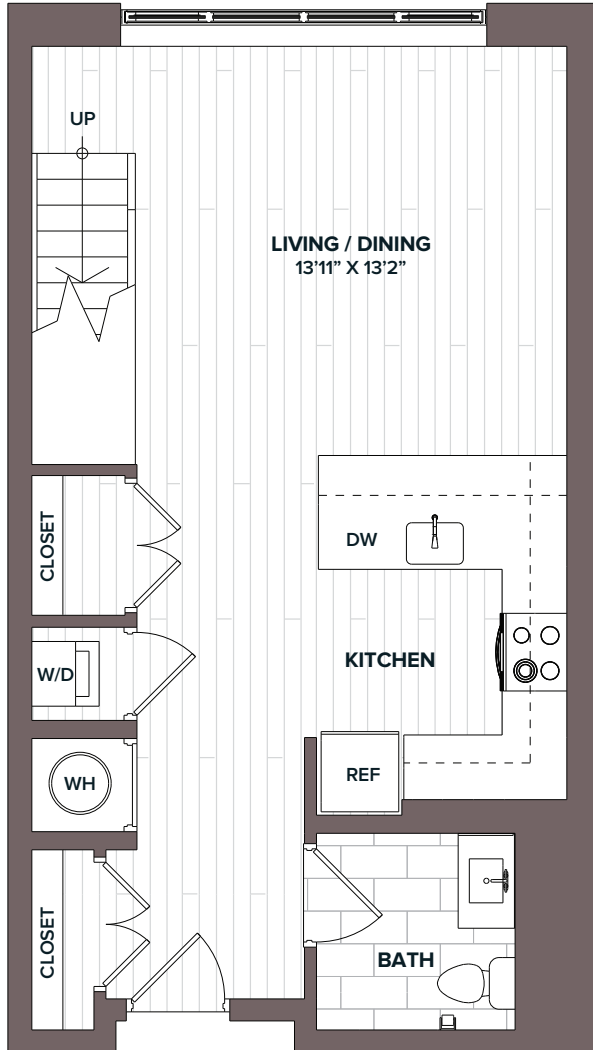 UP
LIVING / DINING
13’11” X 13’2”
CLOSET
DW
W/D
KITCHEN
WH
REF
CLOSET
BATH